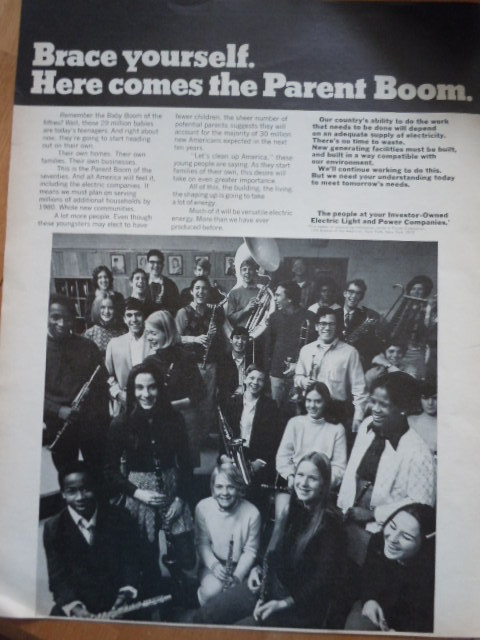 Brace yourself.
Here comes the Parent Boom.
Remember the Baby Boom of the
fifties? Well, those 29 million babies
are today's teenagers. And right about
now, they're going to start heading
out on their own.
Their own homes. Their own
families. Their own businesses.
This is the Parent Boom of the
seventies. And all America will feel it,
including the electric companies. It
means we must plan on serving
millions of additional households by
1980. Whole new communities.
A lot more people. Even though
these youngsters may elect to have
fewer children, the sheer number of
potential parents suggests they will
account for the majority of 30 million
new Americans expected in the next
ten years.
"Let's clean up America," these
young people are saying. As they start
families of their own, this desire will
take on even greater importance.
All of this, the building, the living,
the shaping up is going to take
a lot of energy.
Much of it will be versatile electric
energy. More than we have ever
produced before.
Our country's ability to do the work
that needs to be done will depend
on an adequate supply of electricity.
There's no time to waste.
New generating facilities must be built,
and built in a way compatible with
our environment.
We'll continue working to do this.
But we need your understanding today
to meet tomorrow's needs.
The people at your Investor-Owned
Electric Light and Power Companies.*